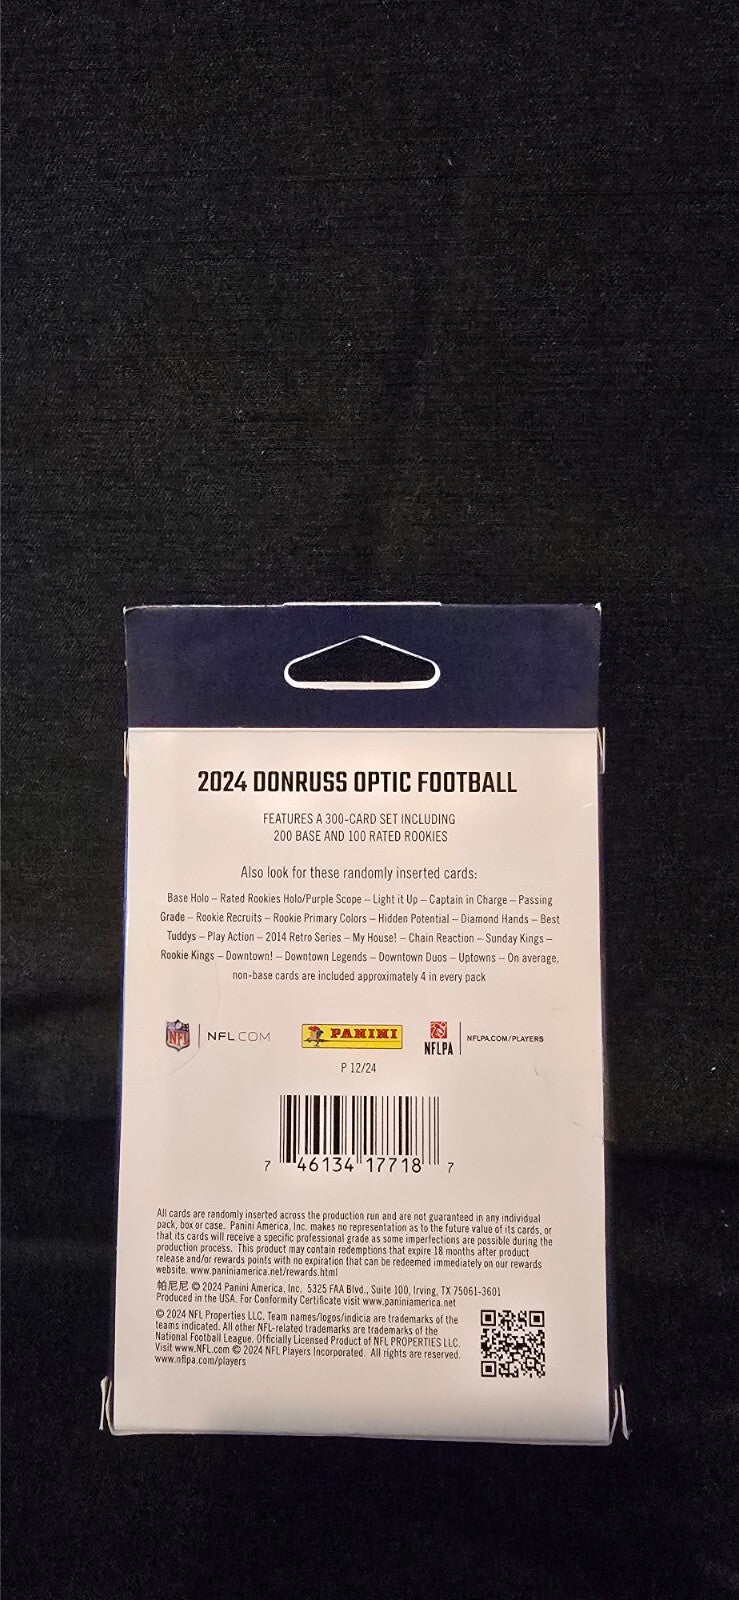 2024 DONRUSS OPTIC FOOTBALL
FEATURES A 300-CARD SET INCLUDING
200 BASE AND 100 RATED ROOKIES
Also look for these randomly inserted cards:
Base Holo – Rated Rookies Holo/Purple Scope – Light it Up – Captain in Charge – Passing
Grade – Rookie Recruits – Rookie Primary Colors – Hidden Potential – Diamond Hands – Best
Tuddys – Play Action – 2014 Retro Series – My House! – Chain Reaction – Sunday Kings –
Rookie Kings – Downtown! – Downtown Legends – Downtown Duos – Uptowns – On average,
non-base cards are included approximately 4 in every pack
NFL NFL.COM PANINI NFLPA NFLPA.COM/PLAYERS
P 12/24
7 46134 17718 7
All cards are randomly inserted across the production run and are not guaranteed in any individual
pack, box or case. Panini America, Inc. makes no representation as to the future value of its cards, or
that its cards will receive a specific professional grade as some imperfections are possible during the
production process. This product may contain redemptions that expire 18 months after product
release and/or rewards points with no expiration that can be redeemed immediately on our rewards
website. www.paniniamerica.net/rewards.html
帕尼尼 © 2024 Panini America, Inc. 5325 FAA Blvd., Suite 100, Irving, TX 75061-3601
Produced in the USA. For Conformity Certificate visit www.paniniamerica.net
© 2024 NFL Properties LLC. Team names/logos/indicia are trademarks of the
teams indicated. All other NFL-related trademarks are trademarks of the
National Football League. Officially Licensed Product of NFL PROPERTIES LLC.
Visit www.NFL.com © 2024 NFL Players Incorporated. All rights are reserved.
www.nflpa.com/players